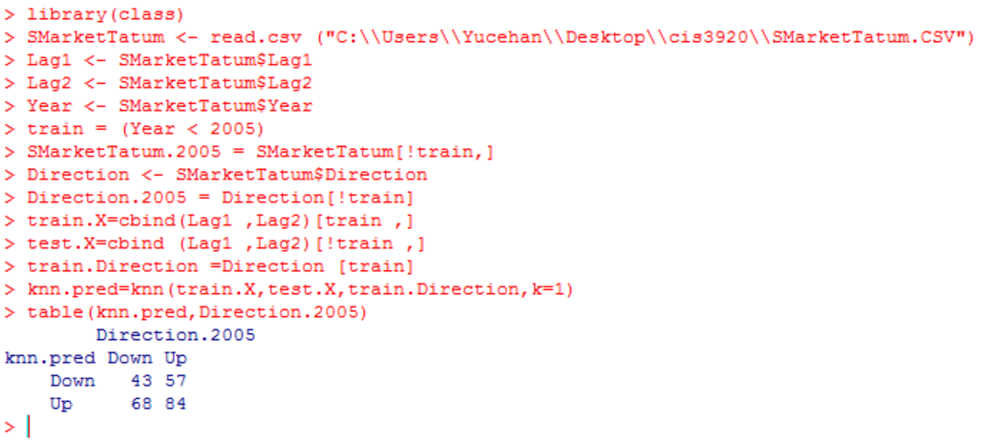 > library(class)
> SMarketTatum <- read.csv ("C:\\Users\\Yucehan\\Desktop\\cis3920\\SMarketTatum.CSV")
> Lag1 <- SMarketTatum$Lag1
> Lag2 <- SMarketTatum$Lag2
> Year <- SMarketTatum$Year
> train = (Year < 2005)
> SMarketTatum.2005 = SMarketTatum[!train,]
> Direction <- SMarketTatum$Direction
> Direction.2005 = Direction[!train]
> train.X=cbind(Lag1 ,Lag2)[train ,]
> test.X=cbind (Lag1 ,Lag2)[!train ,]
> train.Direction =Direction [train]
> knn.pred=knn(train.X,test.X,train.Direction,k=1)
> table(knn.pred,Direction.2005)
        Direction.2005
knn.pred Down Up
    Down   43 57
    Up     68 84
>